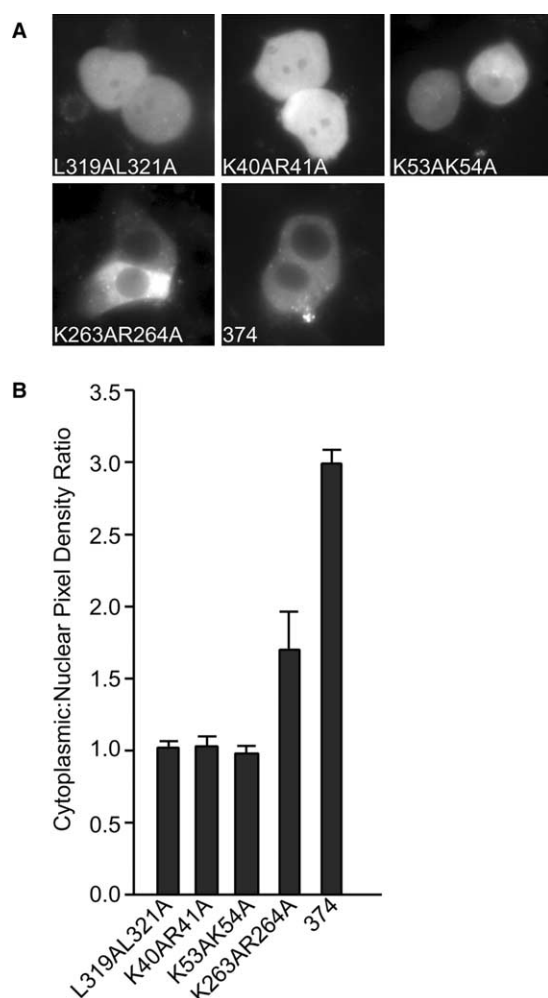 A
L319AL321A
K40AR41A
K53AK54A
K263AR264A
374
B
Cytoplasmic:Nuclear Pixel Density Ratio
3.5
3.0
2.5
2.0
1.5
1.0
0.5
0.0
L319AL321A
K40AR41A
K53AK54A
K263AR264A
374